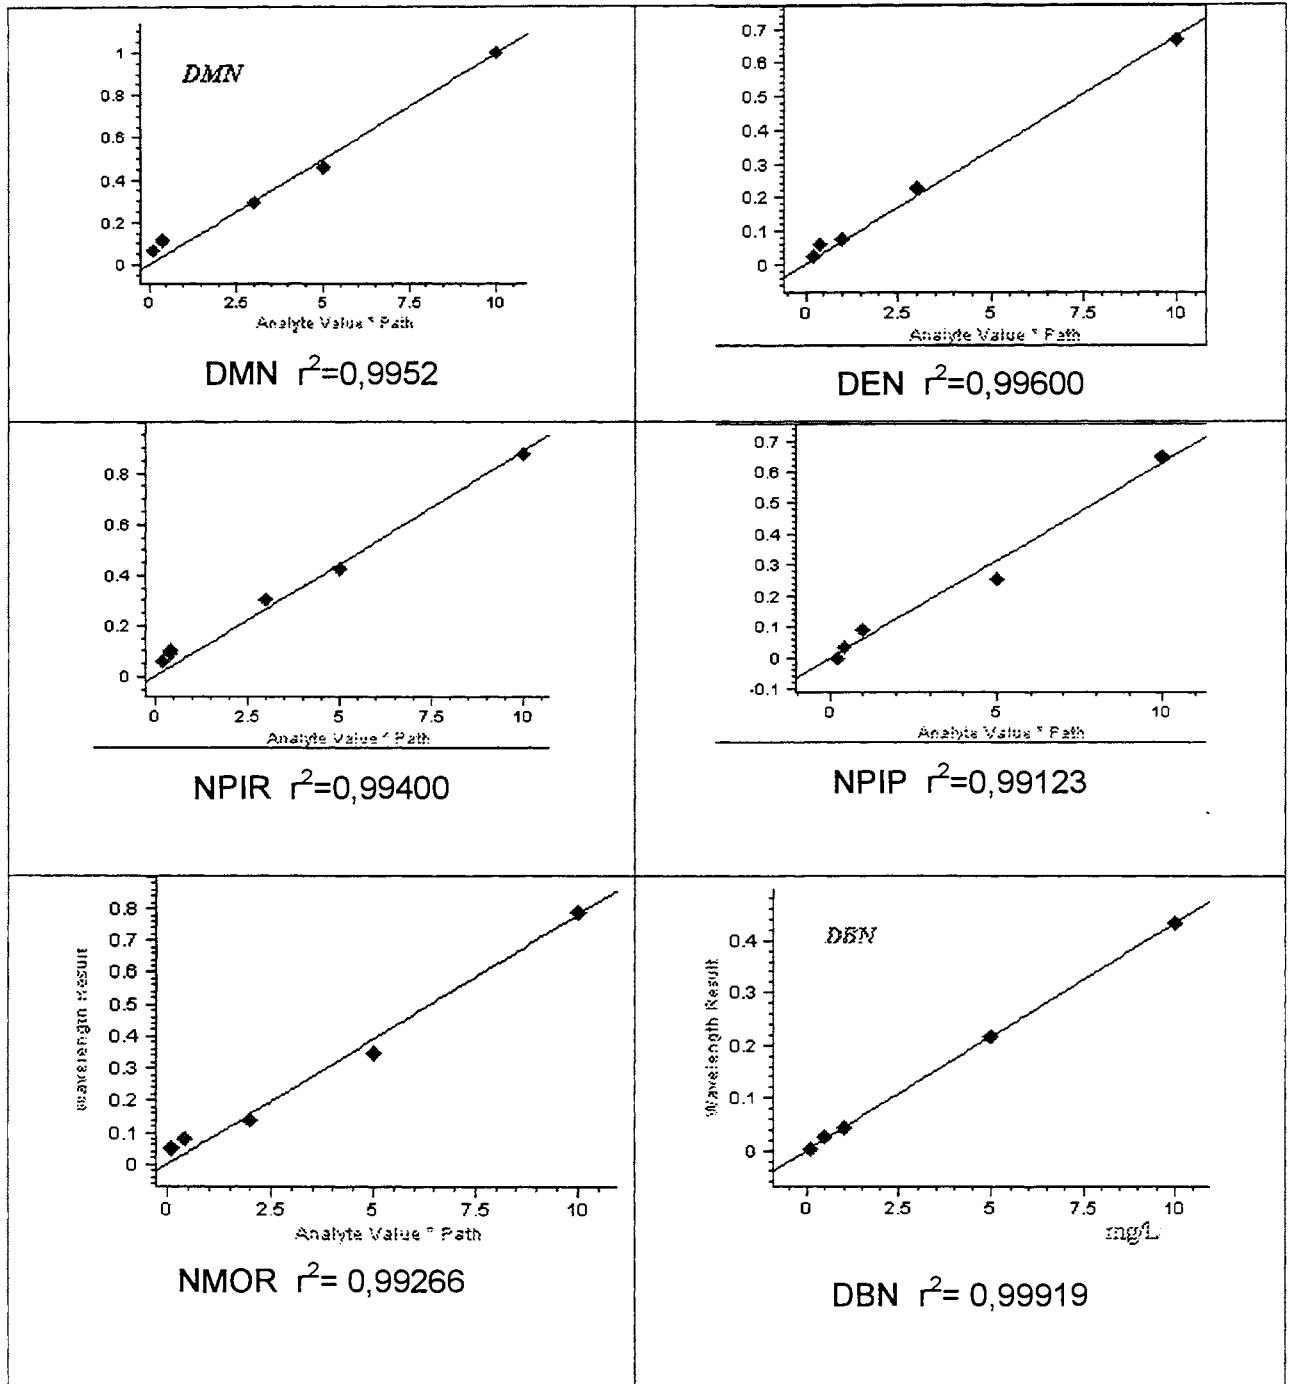 DMN
1
0.8
0.6
0.4
0.2
0
0 2.5 5 7.5 10
Analyte Value * Path
DMN r²=0,9952
0.7
0.6
0.5
0.4
0.3
0.2
0.1
0
0 2.5 5 7.5 10
Analyte Value * Path
DEN r²=0,99600
0.8
0.6
0.4
0.2
0
0 2.5 5 7.5 10
Analyte Value * Path
NPIR r²=0,99400
0.7
0.6
0.5
0.4
0.3
0.2
0.1
0
-0.1
0 5 10
Analyte Value * Path
NPIP r²=0,99123
Wavelength Result
0.8
0.7
0.6
0.5
0.4
0.3
0.2
0.1
0
0 2.5 5 7.5 10
Analyte Value * Path
NMOR r²= 0,99266
DBN
Wavelength Result
0.4
0.3
0.2
0.1
0
0 2.5 5 7.5 10
mg/L
DBN r²= 0,99919